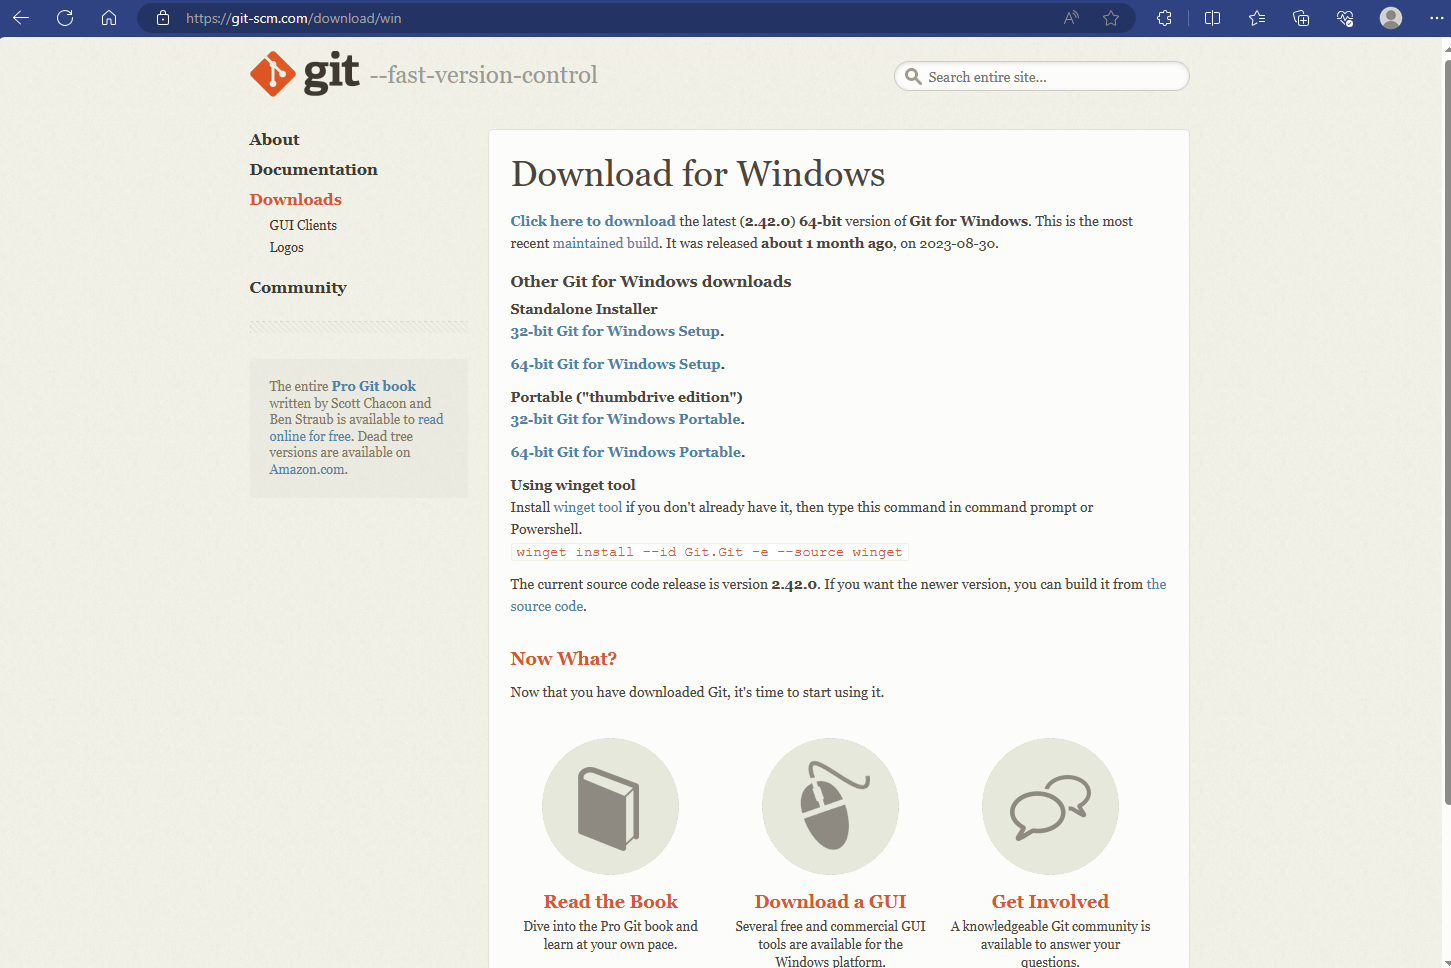 https://git-scm.com/download/win
git --fast-version-control
Search entire site...
About
Documentation
Downloads
GUI Clients
Logos
Community
The entire Pro Git book
written by Scott Chacon and
Ben Straub is available to read
online for free. Dead tree
versions are available on
Amazon.com.
Download for Windows
Click here to download the latest (2.42.0) 64-bit version of Git for Windows. This is the most
recent maintained build. It was released about 1 month ago, on 2023-08-30.
Other Git for Windows downloads
Standalone Installer
32-bit Git for Windows Setup.
64-bit Git for Windows Setup.
Portable ("thumbdrive edition")
32-bit Git for Windows Portable.
64-bit Git for Windows Portable.
Using winget tool
Install winget tool if you don't already have it, then type this command in command prompt or
Powershell.
winget install --id Git.Git -e --source winget
The current source code release is version 2.42.0. If you want the newer version, you can build it from the
source code.
Now What?
Now that you have downloaded Git, it's time to start using it.
Read the Book
Dive into the Pro Git book and
learn at your own pace.
Download a GUI
Several free and commercial GUI
tools are available for the
Windows platform.
Get Involved
A knowledgeable Git community is
available to answer your
questions.